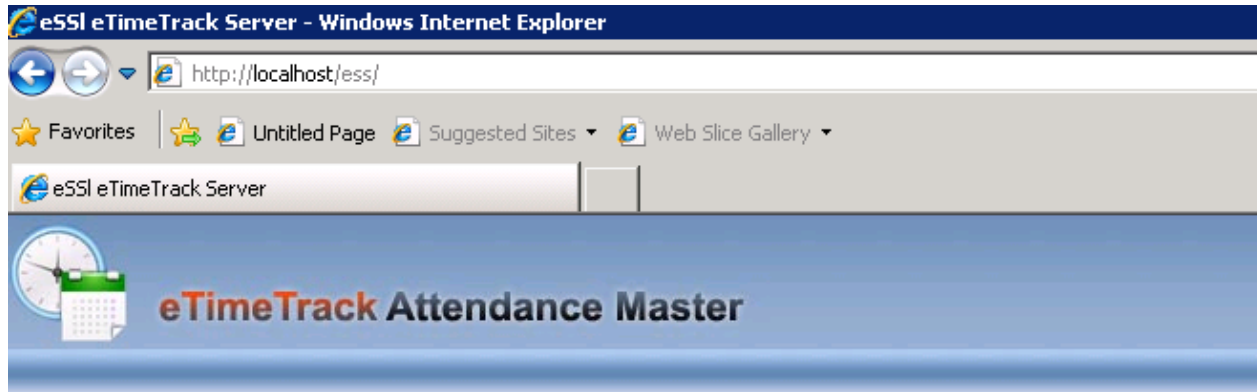 eSSl eTimeTrack Server - Windows Internet Explorer
http://localhost/ess/
Favorites Untitled Page Suggested Sites Web Slice Gallery
eSSl eTimeTrack Server
eTimeTrack Attendance Master